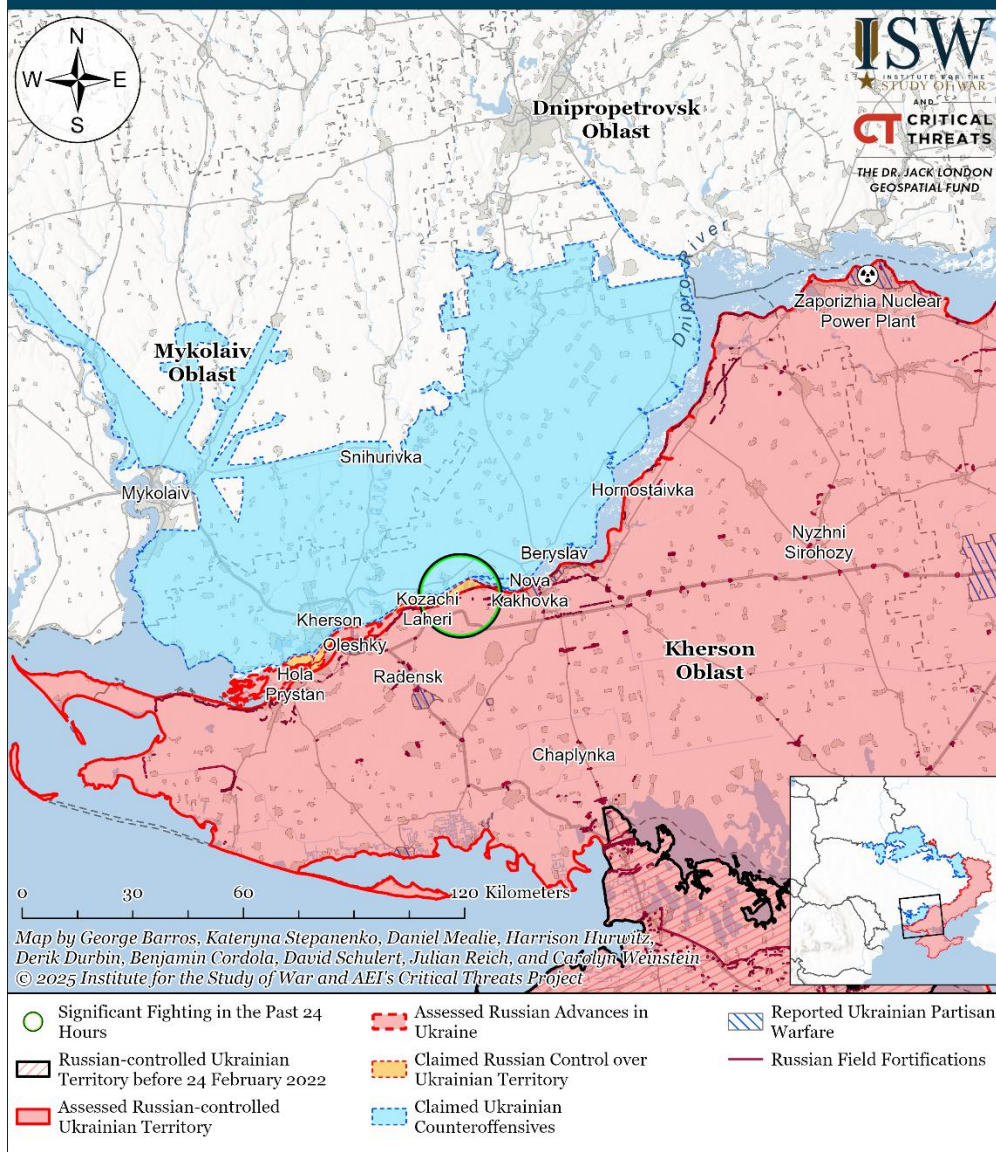 N
W
E
S
ISW
INSTITUTE FOR THE
STUDY OF WAR
AND
CT CRITICAL
THREATS
THE DR. JACK LONDON
GEOSPATIAL FUND
Dnipropetrovsk
Oblast
Dnipro River
Zaporizhia Nuclear
Power Plant
Mykolaiv
Oblast
Snihurivka
Mykolaiv
Hornostaivka
Nyzhni
Sirohozy
Beryslav
Nova
Kakhovka
Kozachi
Laheri
Kherson
Oleshky
Hola
Prystan
Radensk
Kherson
Oblast
Chaplynka
0 30 60 120 Kilometers
Map by George Barros, Kateryna Stepanenko, Daniel Mealie, Harrison Hurwitz,
Derik Durbin, Benjamin Cordola, David Schulert, Julian Reich, and Carolyn Weinstein
© 2025 Institute for the Study of War and AEI's Critical Threats Project
Significant Fighting in the Past 24
Hours
Russian-controlled Ukrainian
Territory before 24 February 2022
Assessed Russian-controlled
Ukrainian Territory
Assessed Russian Advances in
Ukraine
Claimed Russian Control over
Ukrainian Territory
Claimed Ukrainian
Counteroffensives
Reported Ukrainian Partisan
Warfare
Russian Field Fortifications